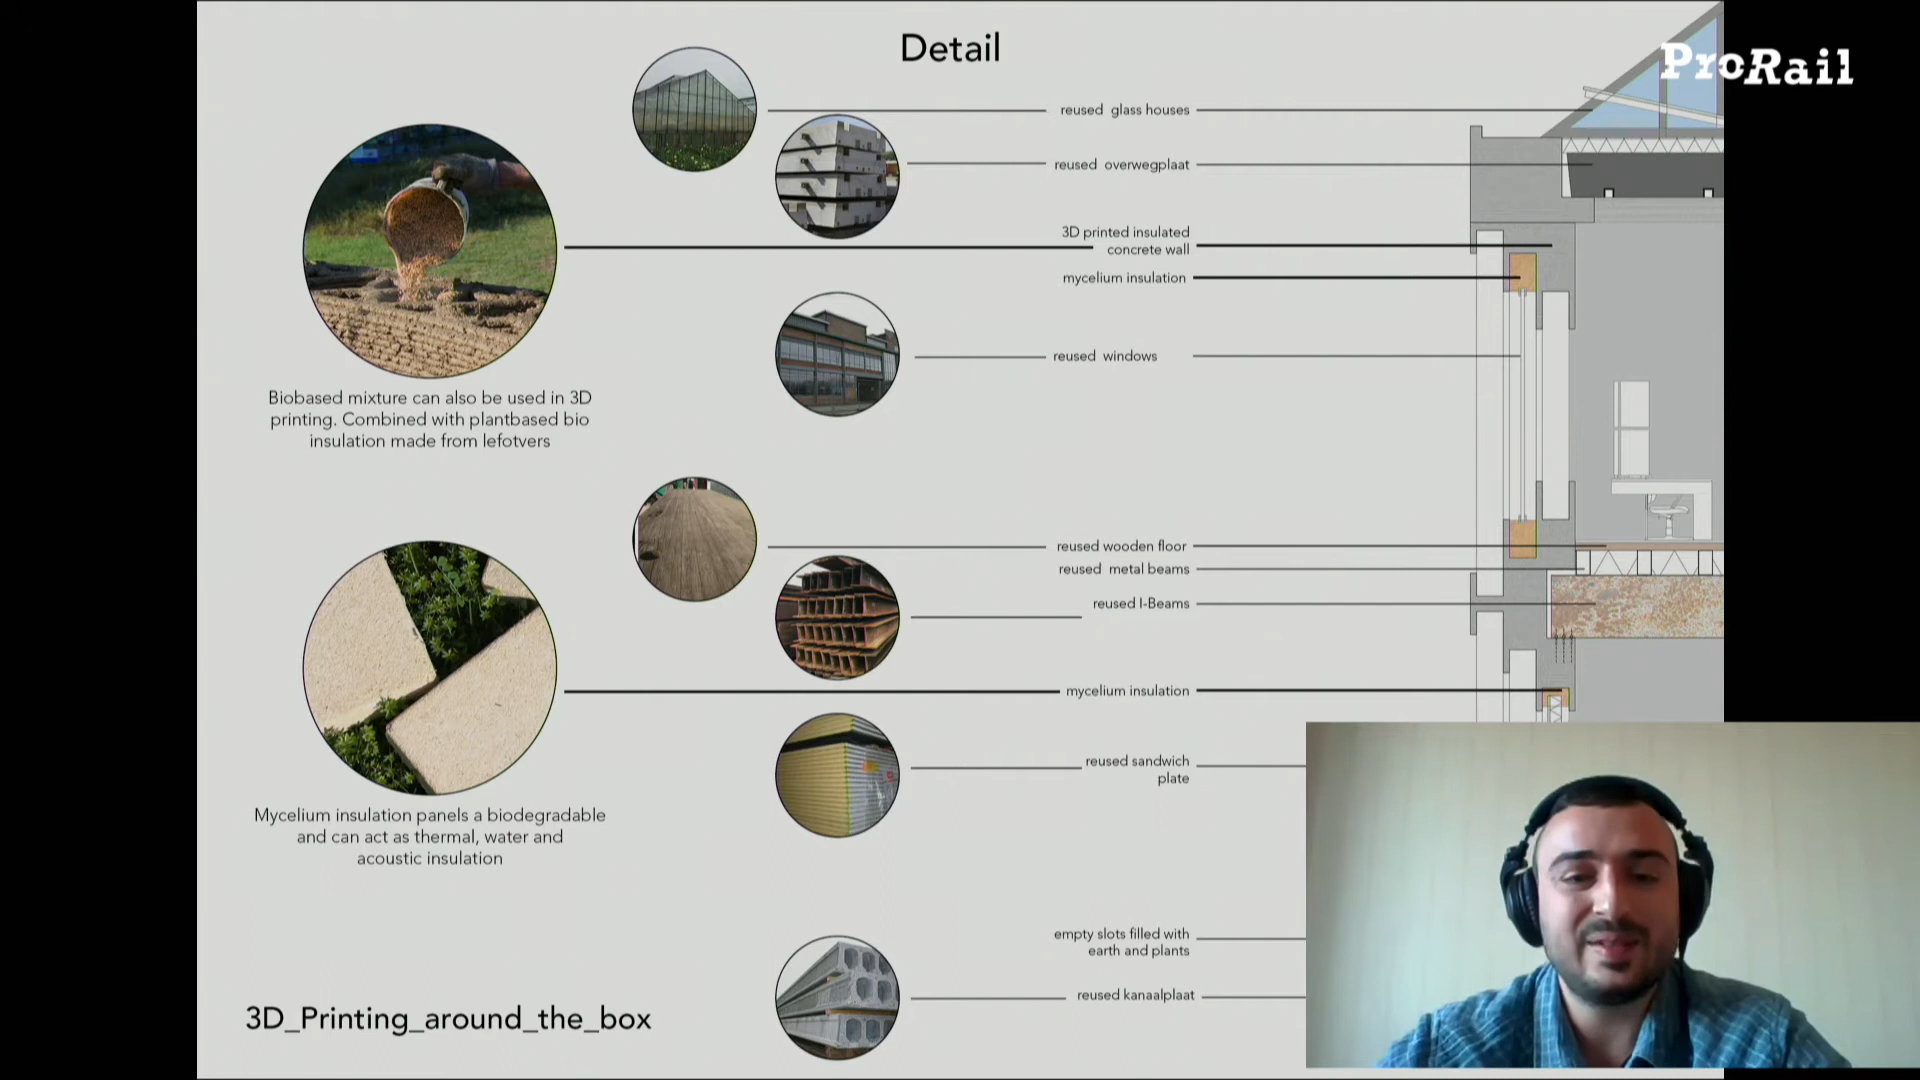 Detail
ProRail
reused glass houses
reused overwegplaat
3D printed insulated
concrete wall
mycelium insulation
reused windows
Biobased mixture can also be used in 3D
printing. Combined with plantbased bio
insulation made from lefotvers
reused wooden floor
reused metal beams
reused I-Beams
mycelium insulation
reused sandwich
plate
Mycelium insulation panels a biodegradable
and can act as thermal, water and
acoustic insulation
empty slots filled with
earth and plants
reused kanaalplaat
3D_Printing_around_the_box